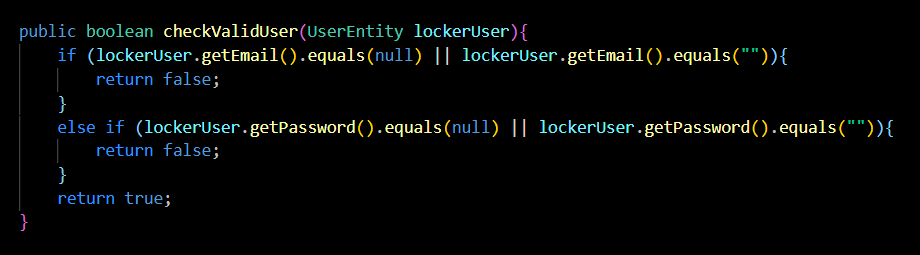 public boolean checkValidUser(UserEntity lockerUser){
    if (lockerUser.getEmail().equals(null) || lockerUser.getEmail().equals("")){
        return false;
    }
    else if (lockerUser.getPassword().equals(null) || lockerUser.getPassword().equals("")){
        return false;
    }
    return true;
}